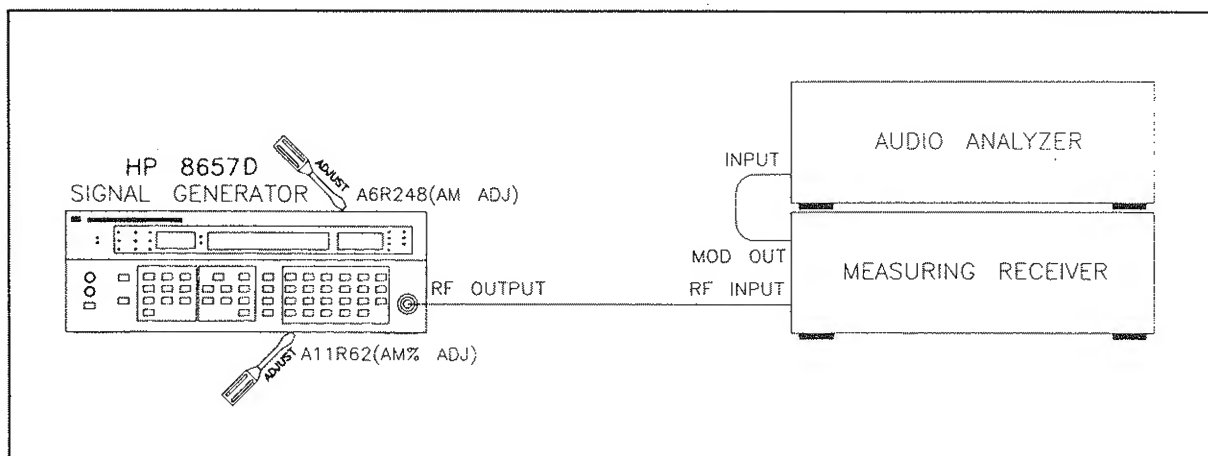 HP 8657D
SIGNAL GENERATOR
ADJUST
A6R248(AM ADJ)
INPUT
AUDIO ANALYZER
MOD OUT
MEASURING RECEIVER
RF OUTPUT
RF INPUT
ADJUST
A11R62(AM% ADJ)